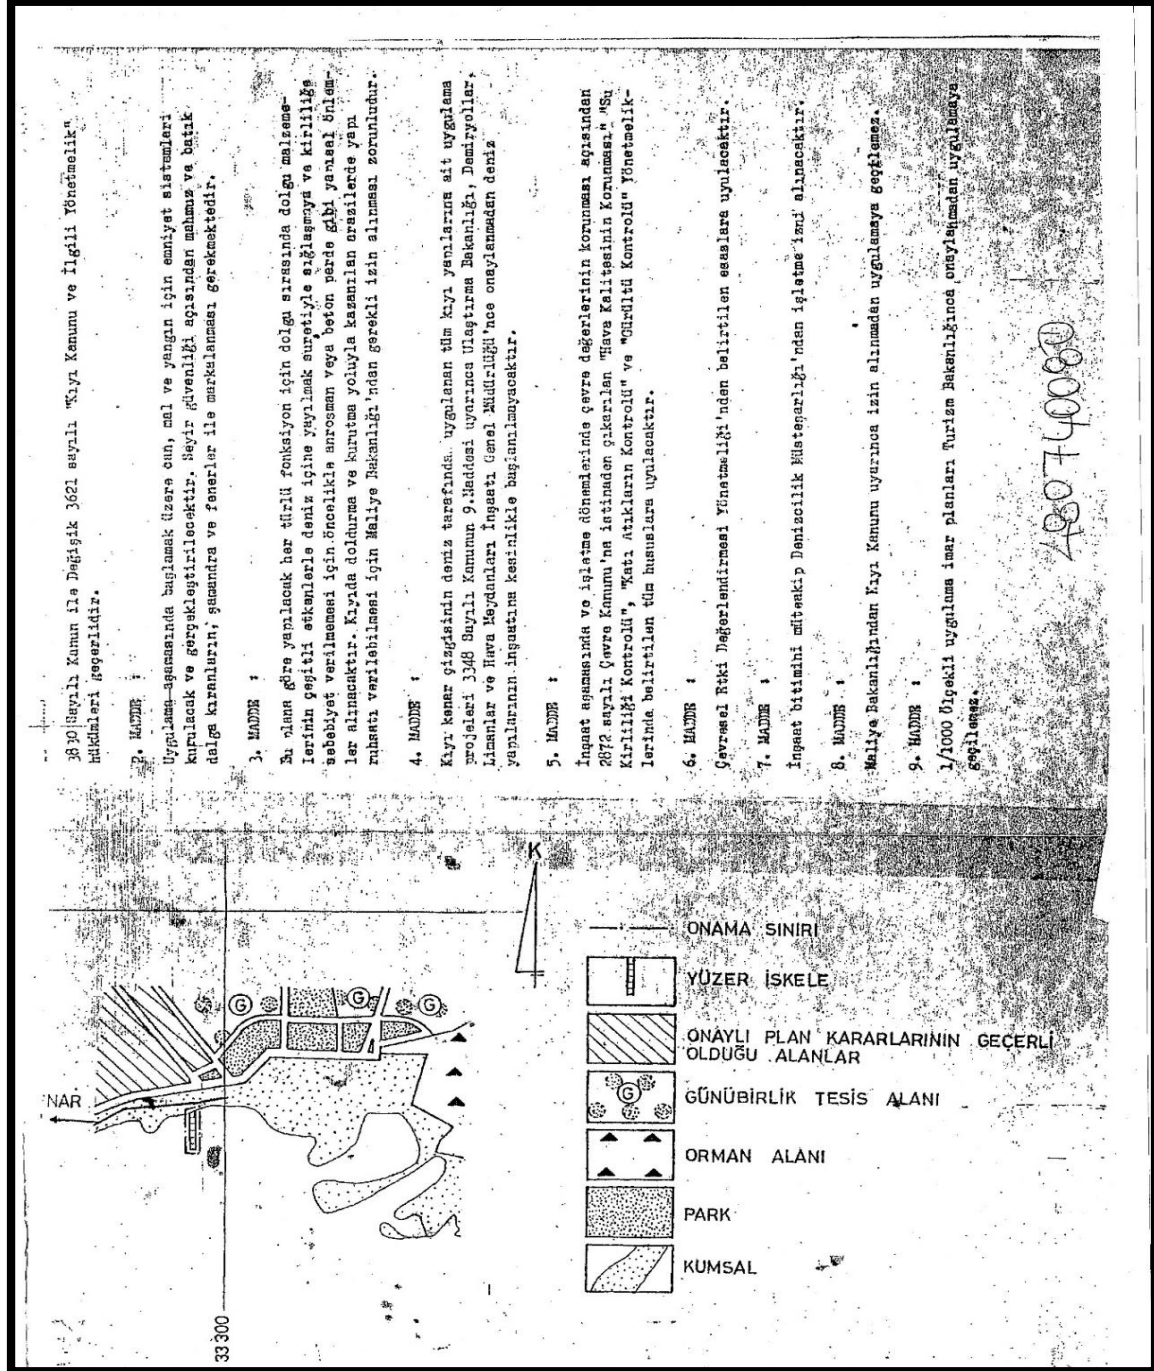 3830 Sayılı Kanun ile Değişik 3621 sayılı "Kıyı Kanunu ve İlgili Yönetmelik"
hükümleri geçerlidir.
2. MADDE :
Uygulama aşamasında başlamak üzere can, mal ve yangın için emniyet sistemleri
kurulacak ve gerçekleştirilecektir. Seyir güvenliği açısından mahmuz ve batık
dalga kıranların, şamandra ve fenerler ile markalanması gerekmektedir.
3. MADDE :
Bu plana göre yapılacak her türlü fonksiyon için dolgu sırasında dolgu malzeme-
lerinin çeşitli etkenlerle deniz içine yayılmak suretiyle sığlaşmaya ve kirliliğe
sebebiyet verilmemesi için öncelikle anroşman veya beton perde gibi yapısal önlem-
ler alınacaktır. Kıyıda doldurma ve kurutma yoluyla kazanılan arazilerde yapı
ruhsatı verilebilmesi için Maliye Bakanlığı'ndan gerekli izin alınması zorunludur.
4. MADDE :
Kıyı kenar çizgisinin deniz tarafında uygulanan tüm kıyı yapılarına ait uygulama
projeleri 3348 Sayılı Kanunun 9.Maddesi uyarınca Ulaştırma Bakanlığı, Demiryollar,
Limanlar ve Hava Meydanları İnşaatı Genel Müdürlüğü'nce onaylanmadan deniz
yapılarının inşaatına kesinlikle başlanılmayacaktır.
5. MADDE :
İnşaat aşamasında ve işletme dönemlerinde çevre değerlerinin korunması açısından
2872 sayılı Çevre Kanunu'na istinaden çıkarılan "Hava Kalitesinin Korunması" "Su
Kirliliği Kontrolü", "Katı Atıkların Kontrolü" ve "Gürültü Kontrolü" Yönetmelik-
lerinde belirtilen tüm hususlara uyulacaktır.
6. MADDE :
Çevresel Etki Değerlendirmesi Yönetmeliği'nden belirtilen esaslara uyulacaktır.
7. MADDE :
İnşaat bitimini müteakip Denizcilik Müsteşarlığı'ndan işletme izni alınacaktır.
8. MADDE :
Maliye Bakanlığından Kıyı Kanunu uyarınca izin alınmadan uygulamaya geçilemez.
9. MADDE :
1/1000 Ölçekli uygulama imar planları Turizm Bakanlığınca onaylanmadan uygulamaya
geçilemez.
NAR
G
G
G
33300
K
ONAMA SINIRI
YÜZER İSKELE
ONAYLI PLAN KARARLARININ GEÇERLİ
OLDUĞU ALANLAR
G
GÜNÜBİRLİK TESİS ALANI
ORMAN ALANI
PARK
KUMSAL